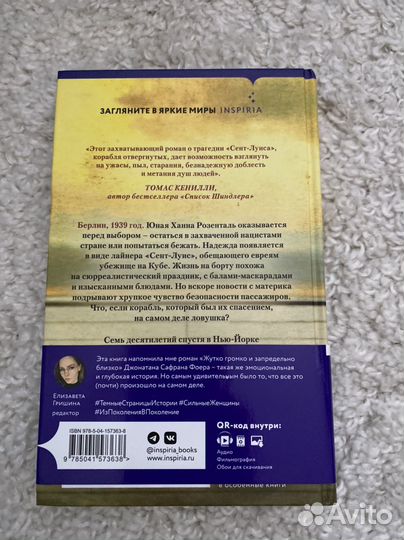 ЗАГЛЯНИТЕ В ЯРКИЕ МИРЫ INSPIRIA
«Этот захватывающий роман о трагедии «Сент-Луиса»,
корабля отвергнутых, дает возможность взглянуть
на ужасы, пыл, старания, безнадежную доблесть
и метания душ людей».
ТОМАС КЕНИЛЛИ,
автор бестселлера «Список Шиндлера»
Берлин, 1939 год. Юная Ханна Розенталь оказывается
перед выбором – остаться в захваченной нацистами
стране или попытаться бежать. Надежда появляется
в виде лайнера «Сент-Луис», обещающего евреям
убежище на Кубе. Жизнь на борту похожа
на сюрреалистический праздник, с балами-маскарадами
и изысканными блюдами. Но вскоре новости с материка
подрывают хрупкое чувство безопасности пассажиров.
Что, если корабль, который был их спасением,
на самом деле ловушка?
Семь десятилетий спустя в Нью-Йорке
Эта книга напомнила мне роман «Жутко громко и запредельно
близко» Джонатана Сафрана Фоера – такая же эмоциональная
и глубокая история. Но самым удивительным было то, что все это
(почти) произошло на самом деле.
ЕЛИЗАВЕТА
ГРИШИНА
редактор
#ТемныеСтраницыИстории #СильныеЖенщины
#ИзПоколенияВПоколение
ISBN 978-5-04-157363-8
9 785041 573638 >
@inspiria_books
www.inspiria.ru
QR-код внутри:
Аудио
Фильмография
Обои для скачивания
в особенные книги
Avito